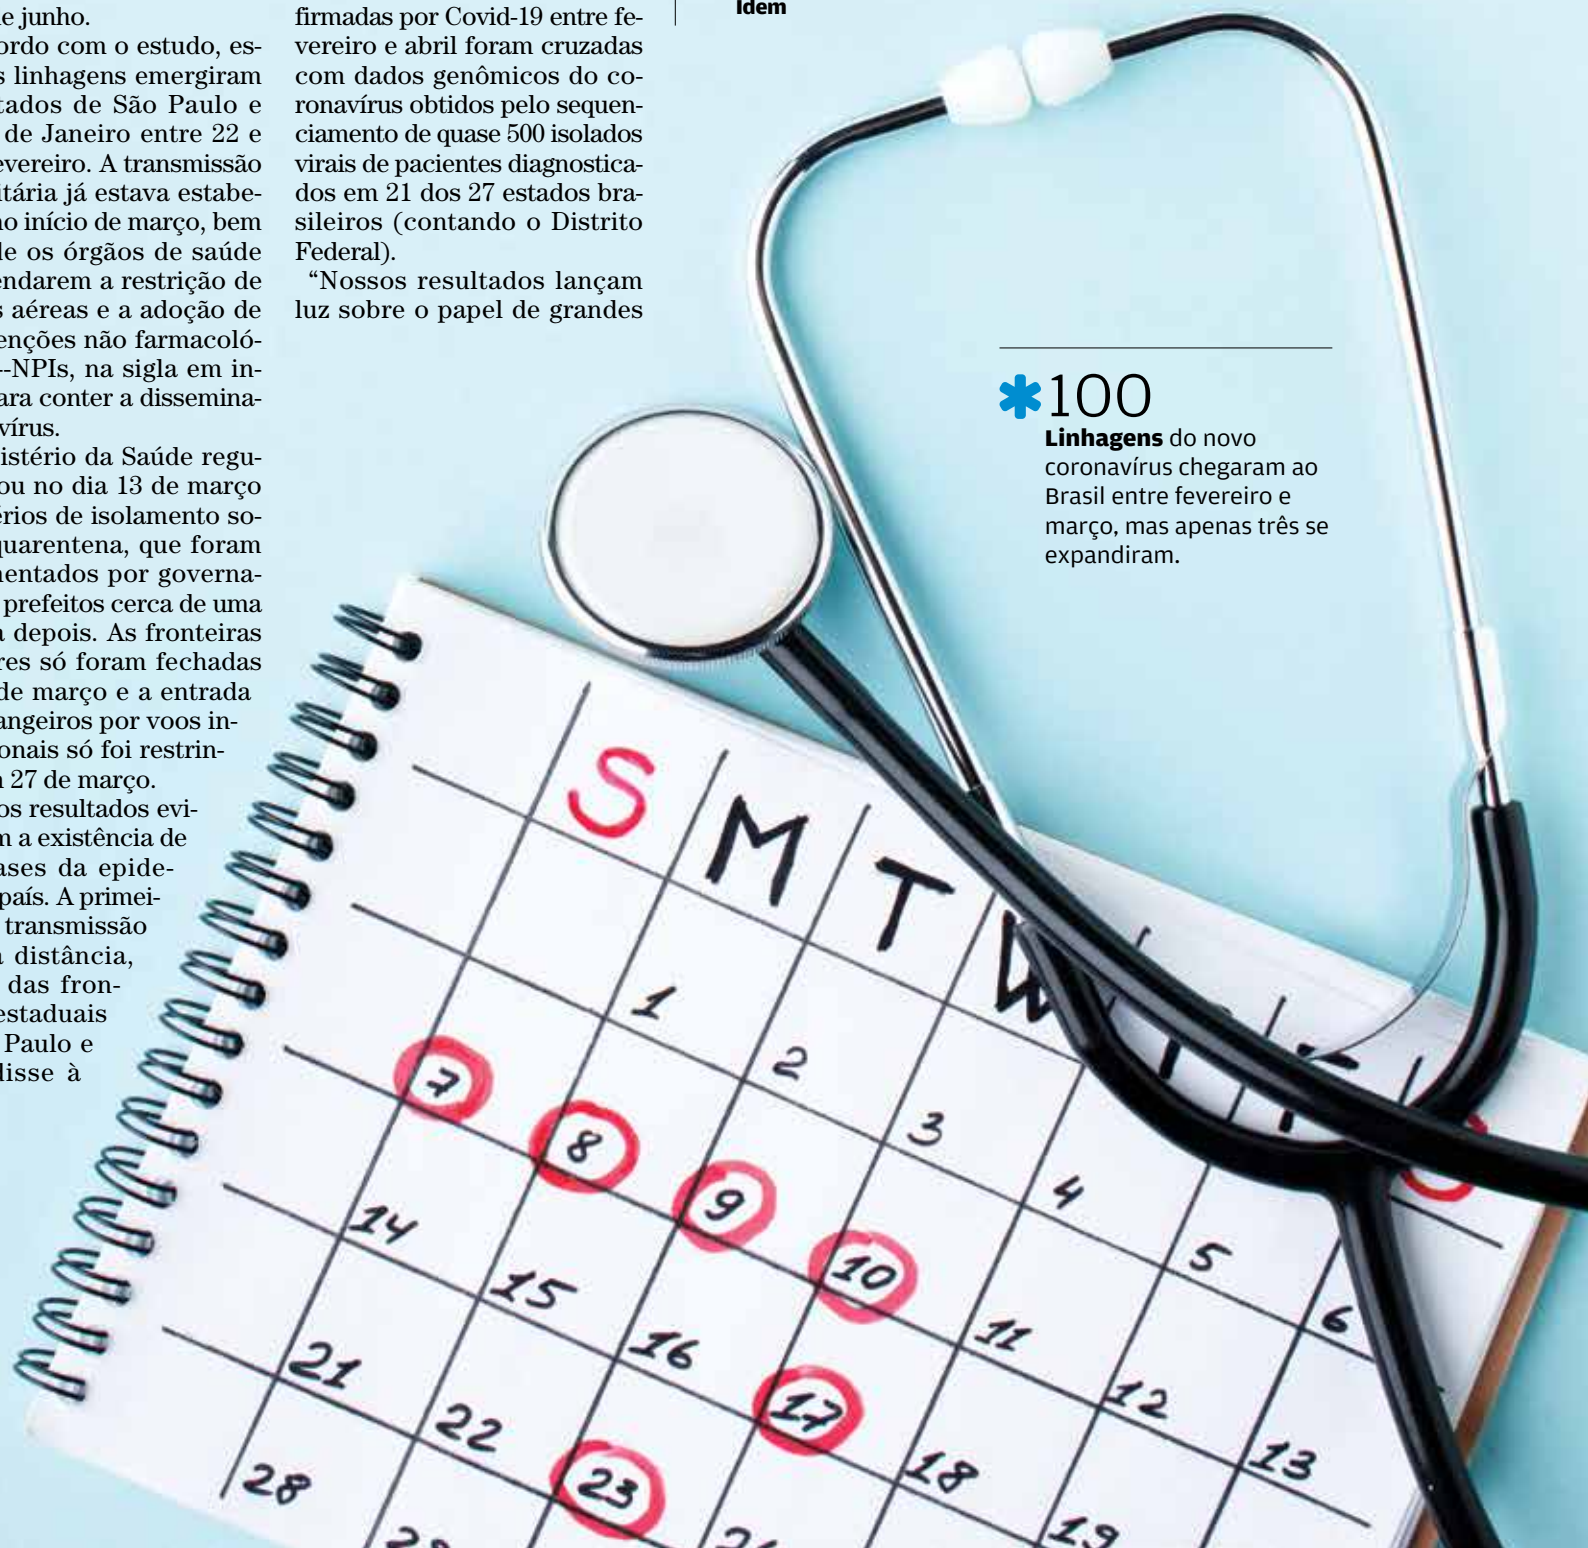 e junho.
ordo com o estudo, es-
s linhagens emergiram
tados de São Paulo e
de Janeiro entre 22 e
evereiro. A transmissão
itária já estava estabe-
no início de março, bem
de os órgãos de saúde
endarem a restrição de
s aéreas e a adoção de
enções não farmacoló-
-NPIs, na sigla em in-
ara conter a dissemina-
vírus.
istério da Saúde regu-
ou no dia 13 de março
érios de isolamento so-
quarentena, que foram
mentados por governa-
prefeitos cerca de uma
a depois. As fronteiras
res só foram fechadas
de março e a entrada
angeiros por voos in-
onais só foi restrin-
27 de março.
os resultados evi-
m a existência de
ases da epide-
país. A primei-
transmissão
a distância,
das fron-
estaduais
Paulo e
disse à
firmadas por Covid-19 entre fe-
vereiro e abril foram cruzadas
com dados genômicos do co-
ronavírus obtidos pelo sequen-
ciamento de quase 500 isolados
virais de pacientes diagnostica-
dos em 21 dos 27 estados bra-
sileiros (contando o Distrito
Federal).
“Nossos resultados lançam
luz sobre o papel de grandes
Idem
*100
Linhagens do novo
coronavírus chegaram ao
Brasil entre fevereiro e
março, mas apenas três se
expandiram.
S M T W T F
1 2 3 4 5 6
7 8 9 10 11 12 13
14 15 16 17 18 19
21 22 23
28